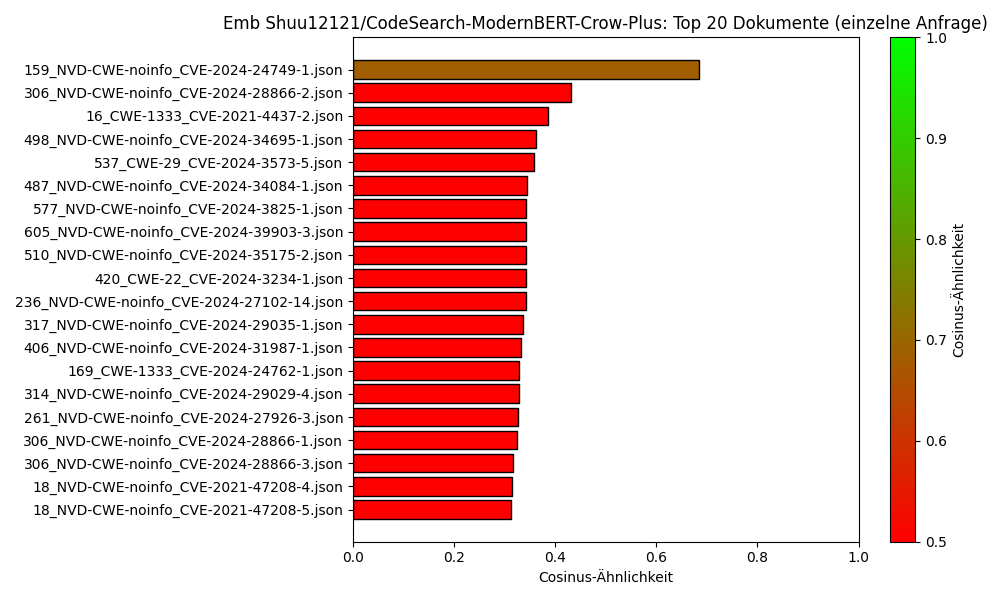 Emb Shuu12121/CodeSearch-ModernBERT-Crow-Plus: Top 20 Dokumente (einzelne Anfrage)
159_NVD-CWE-noinfo_CVE-2024-24749-1.json
306_NVD-CWE-noinfo_CVE-2024-28866-2.json
16_CWE-1333_CVE-2021-4437-2.json
498_NVD-CWE-noinfo_CVE-2024-34695-1.json
537_CWE-29_CVE-2024-3573-5.json
487_NVD-CWE-noinfo_CVE-2024-34084-1.json
577_NVD-CWE-noinfo_CVE-2024-3825-1.json
605_NVD-CWE-noinfo_CVE-2024-39903-3.json
510_NVD-CWE-noinfo_CVE-2024-35175-2.json
420_CWE-22_CVE-2024-3234-1.json
236_NVD-CWE-noinfo_CVE-2024-27102-14.json
317_NVD-CWE-noinfo_CVE-2024-29035-1.json
406_NVD-CWE-noinfo_CVE-2024-31987-1.json
169_CWE-1333_CVE-2024-24762-1.json
314_NVD-CWE-noinfo_CVE-2024-29029-4.json
261_NVD-CWE-noinfo_CVE-2024-27926-3.json
306_NVD-CWE-noinfo_CVE-2024-28866-1.json
306_NVD-CWE-noinfo_CVE-2024-28866-3.json
18_NVD-CWE-noinfo_CVE-2021-47208-4.json
18_NVD-CWE-noinfo_CVE-2021-47208-5.json
0.0 0.2 0.4 0.6 0.8 1.0
Cosinus-Ähnlichkeit
1.0
0.9
0.8
0.7
0.6
0.5
Cosinus-Ähnlichkeit